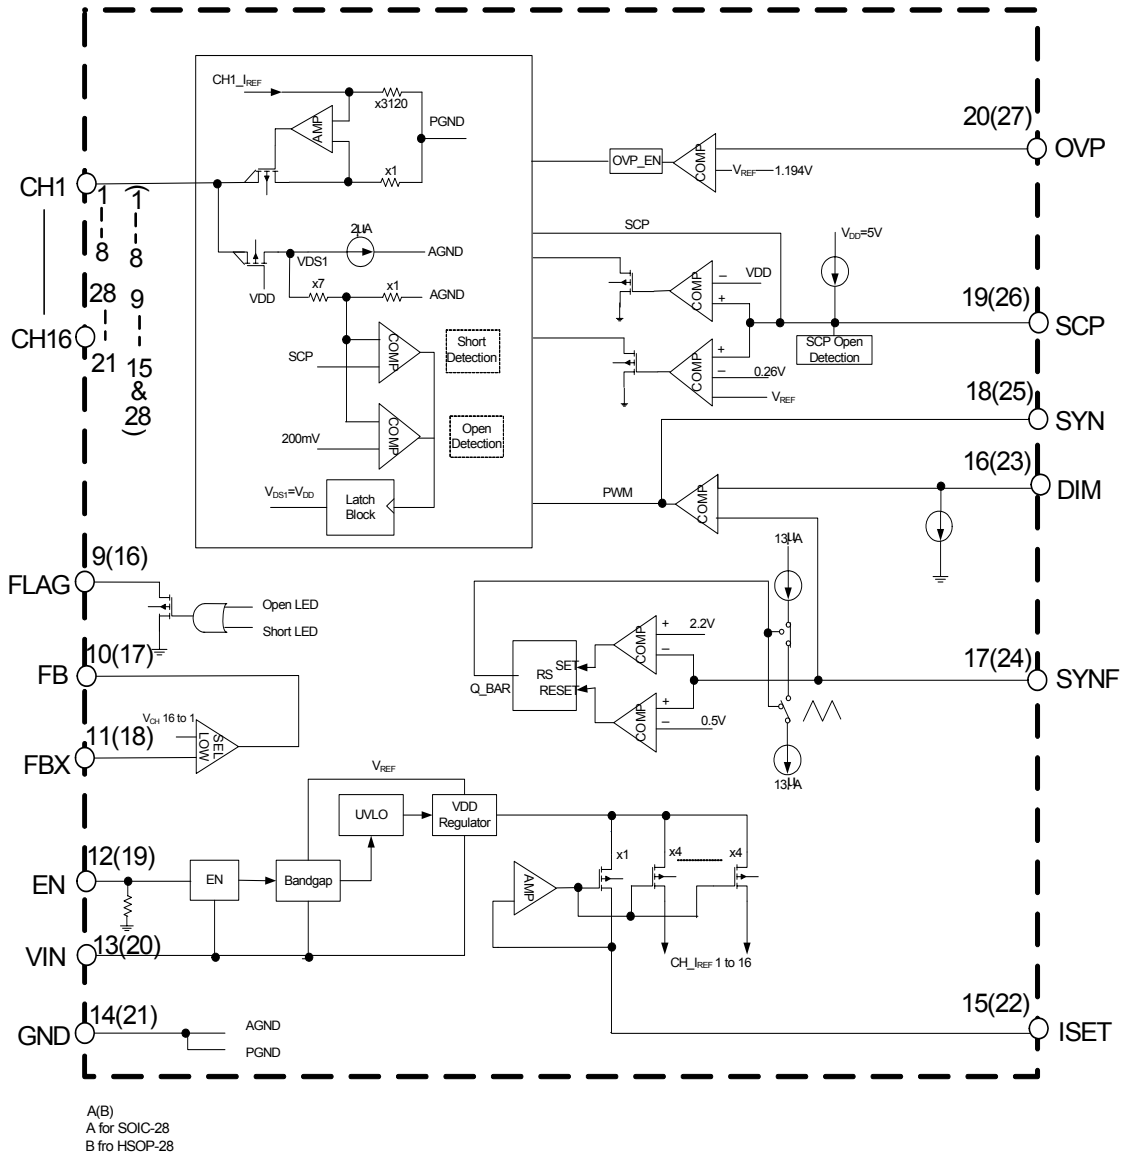 20(27)
OVP
CH1_IREF
x3120
AMP
PGND
x1
OVP_EN
COMP
VREF 1.194V
CH1
1
8
(1
8
28
21
9
15
&
28)
CH16
2µA
AGND
VDS1
VDD
x7
x1
AGND
COMP
SCP
Short
Detection
COMP
200mV
Open
Detection
VDS1=VDD
Latch
Block
SCP
VDD=5V
COMP
–
VDD
+
19(26)
SCP
SCP Open
Detection
COMP
+
–
0.26V
VREF
18(25)
SYN
16(23)
DIM
PWM
COMP
13µA
9(16)
FLAG
Open LED
Short LED
10(17)
FB
VCH 16 to 1
SEL
LOW
11(18)
FBX
Q_BAR
RS
SET
RESET
COMP
+
2.2V
–
COMP
+
–
0.5V
17(24)
SYNF
13µA
VREF
UVLO
VDD
Regulator
12(19)
EN
EN
Bandgap
AMP
x1
x4
x4
13(20)
VIN
CH_IREF 1 to 16
14(21)
GND
AGND
PGND
15(22)
ISET
A(B)
A for SOIC-28
B fro HSOP-28